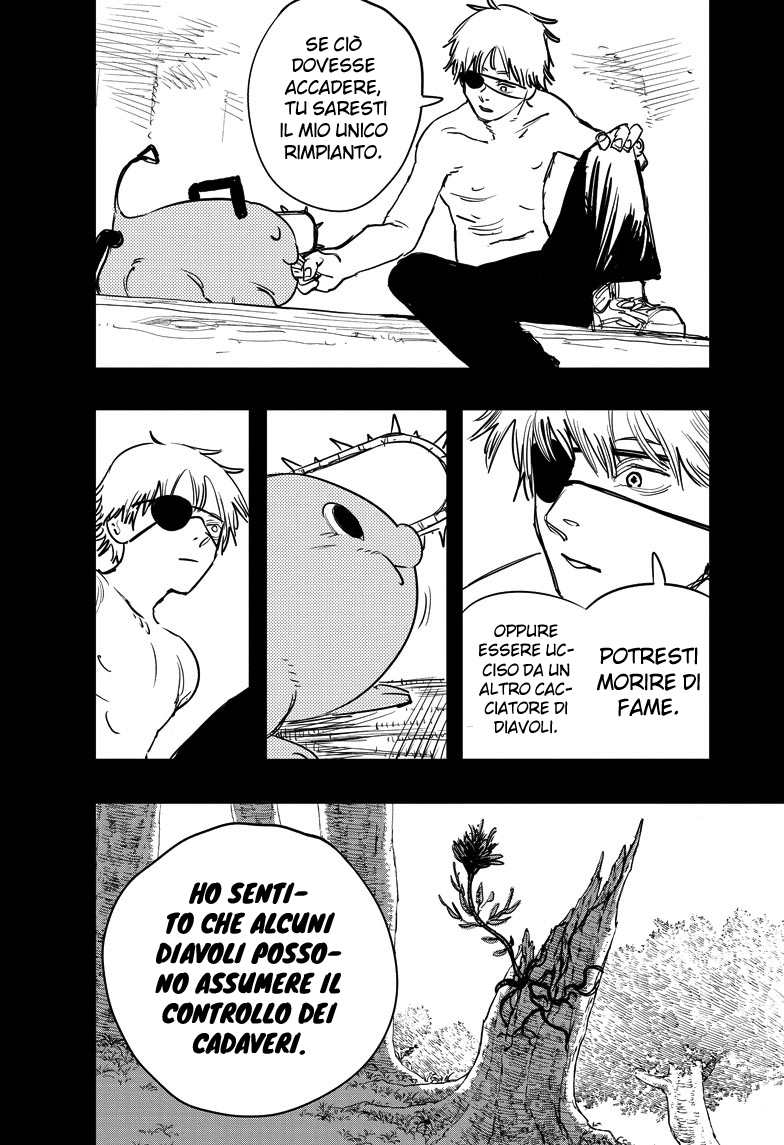 SE CIÒ
DOVESSE
ACCADERE,
TU SARESTI
IL MIO UNICO
RIMPIANTO.
POTRESTI
MORIRE DI
FAME.
OPPURE
ESSERE UC-
CISO DA UN
ALTRO CAC-
CIATORE DI
DIAVOLI.
HO SENTI-
TO CHE ALCUNI
DIAVOLI POSSO-
NO ASSUMERE IL
CONTROLLO DEI
CADAVERI.